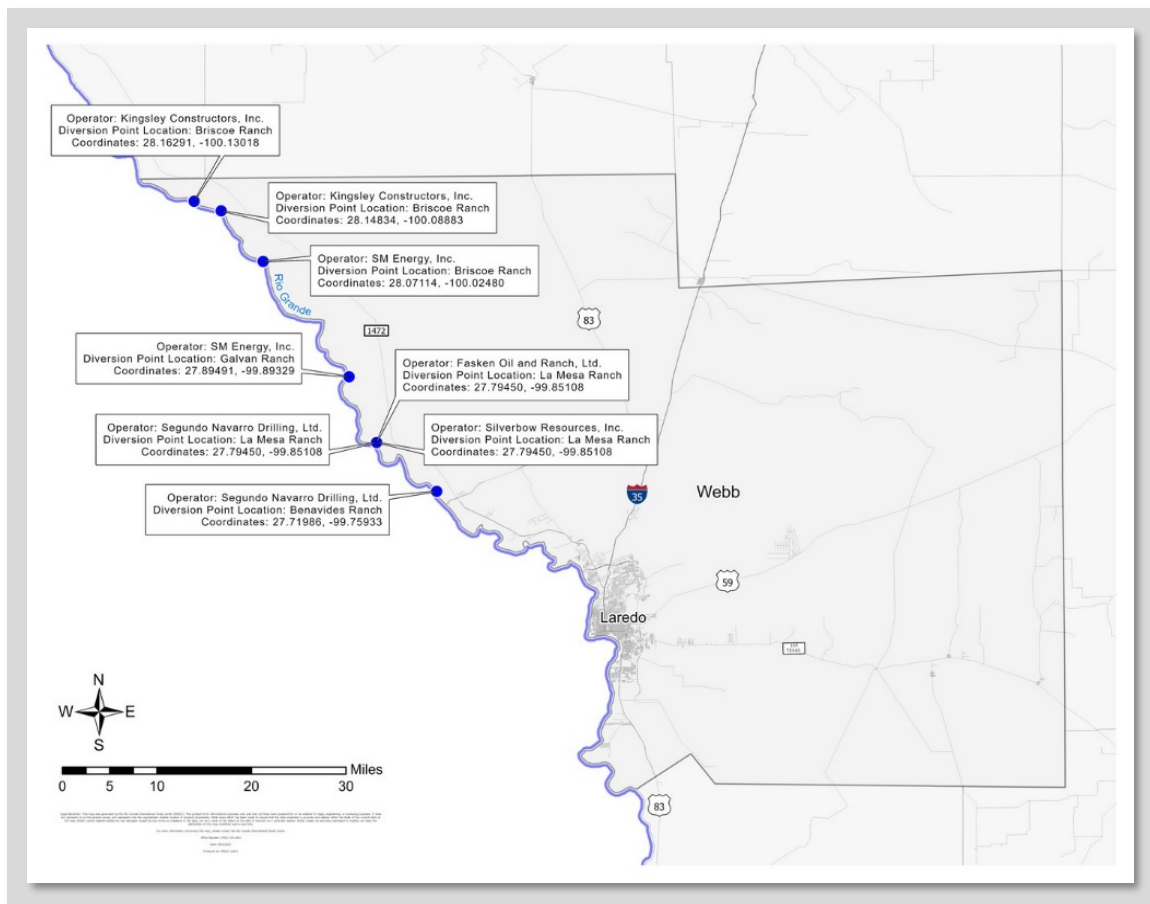 Operator: Kingsley Constructors, Inc.
Diversion Point Location: Briscoe Ranch
Coordinates: 28.16291, -100.13018
Operator: Kingsley Constructors, Inc.
Diversion Point Location: Briscoe Ranch
Coordinates: 28.14834, -100.08883
Operator: SM Energy, Inc.
Diversion Point Location: Briscoe Ranch
Coordinates: 28.07114, -100.02480
Rio Grande
83
1472
Operator: SM Energy, Inc.
Diversion Point Location: Galvan Ranch
Coordinates: 27.89491, -99.89329
Operator: Fasken Oil and Ranch, Ltd.
Diversion Point Location: La Mesa Ranch
Coordinates: 27.79450, -99.85108
Operator: Segundo Navarro Drilling, Ltd.
Diversion Point Location: La Mesa Ranch
Coordinates: 27.79450, -99.85108
Operator: Silverbow Resources, Inc.
Diversion Point Location: La Mesa Ranch
Coordinates: 27.79450, -99.85108
Operator: Segundo Navarro Drilling, Ltd.
Diversion Point Location: Benavides Ranch
Coordinates: 27.71986, -99.75933
35
Webb
59
Laredo
N
W E
S
Miles
0 5 10 20 30
83